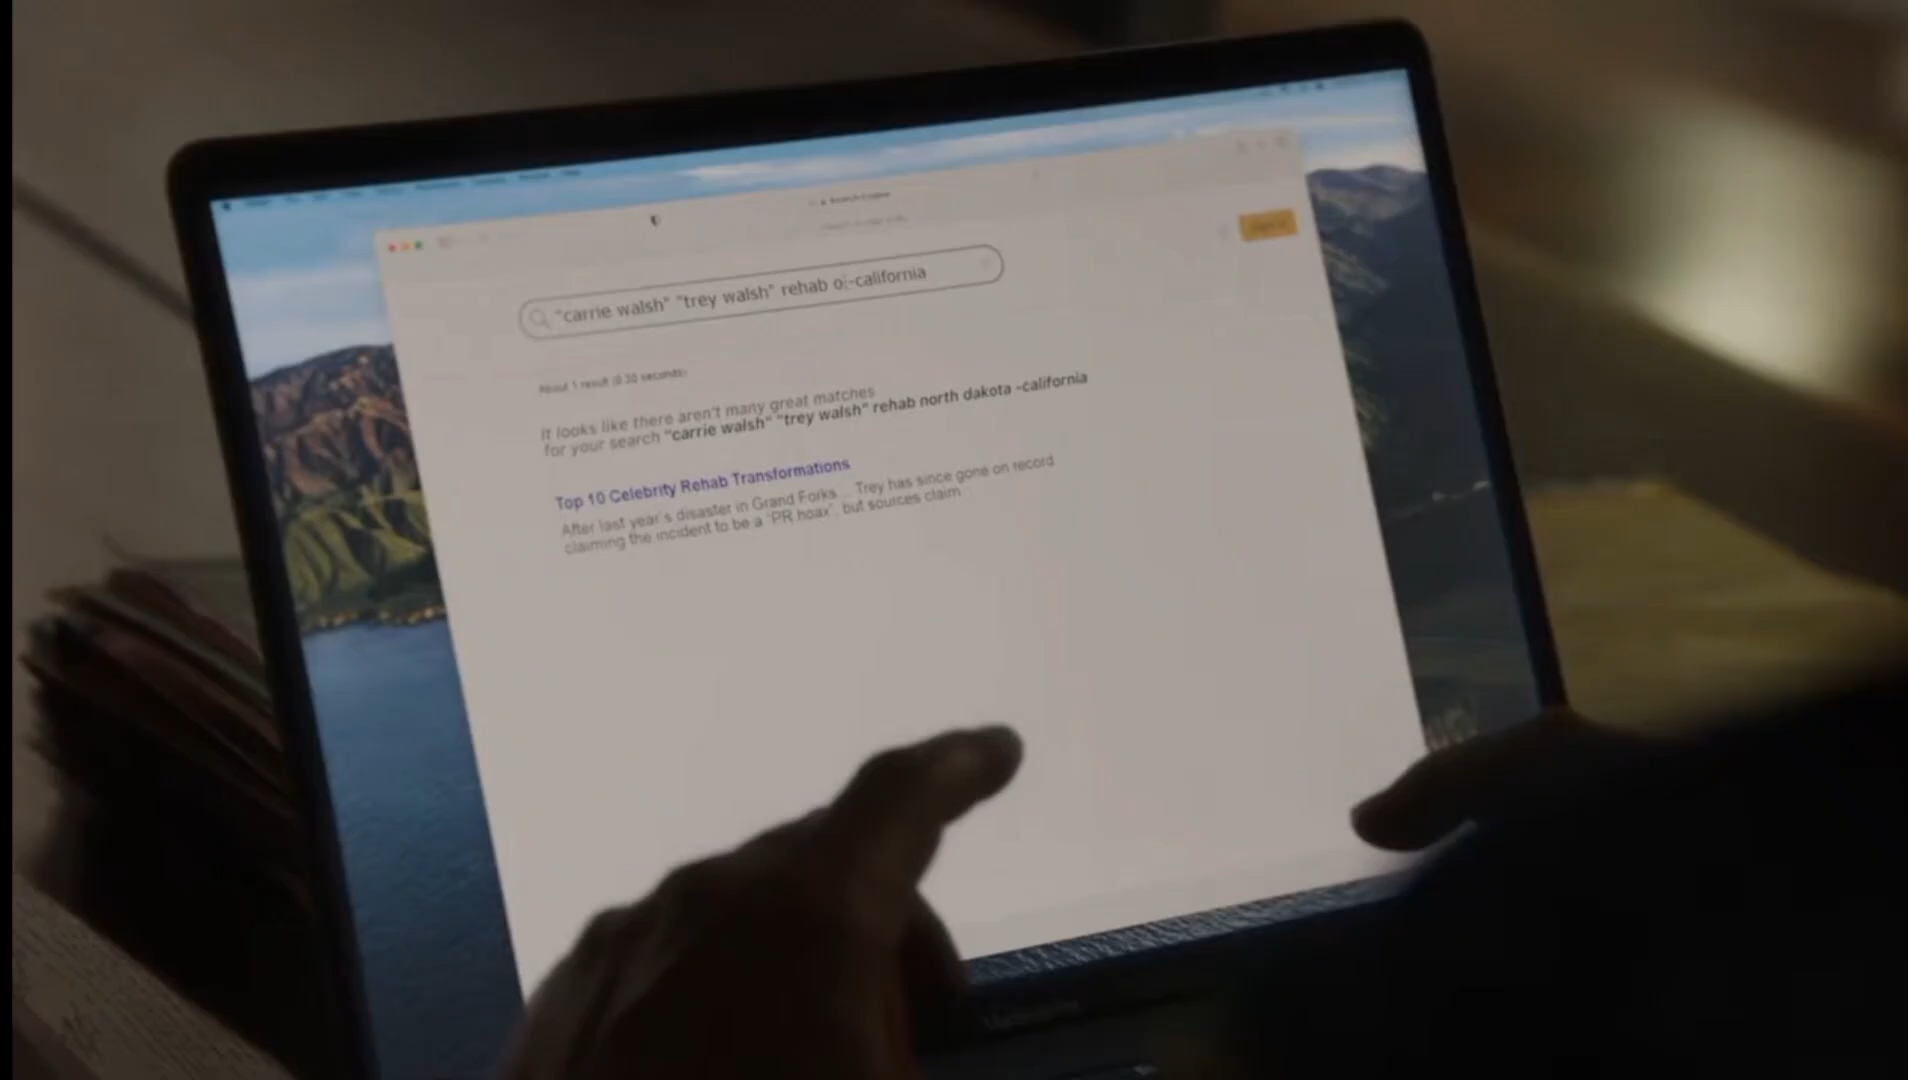 "carrie walsh" "trey walsh" rehab o -california
About 1 result (0.30 seconds)
It looks like there aren't many great matches
for your search "carrie walsh" "trey walsh" rehab north dakota -california
Top 10 Celebrity Rehab Transformations
After last year's disaster in Grand Forks... Trey has since gone on record
claiming the incident to be a "PR hoax", but sources claim...